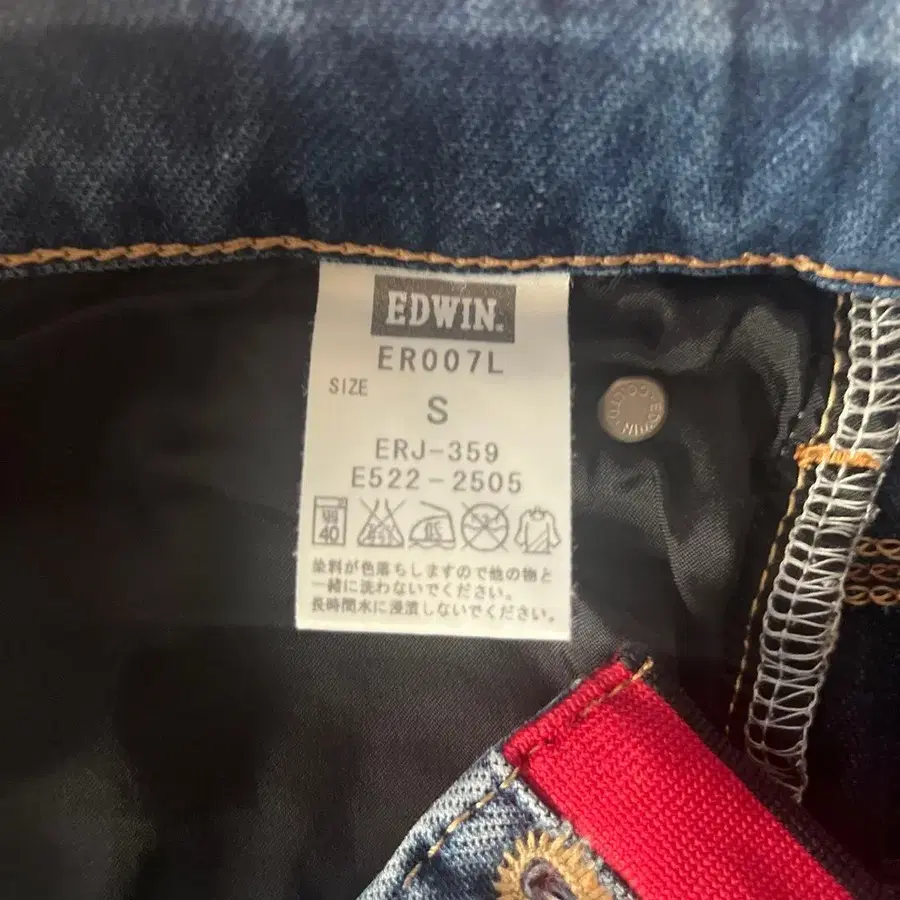 EDWIN.
ER007L
SIZE
S
ERJ-359
E522-2505
40
染料が色落ちしますので他の物と
一緒に洗わないでください。
長時間水に浸漬しないでください。
EDWIN